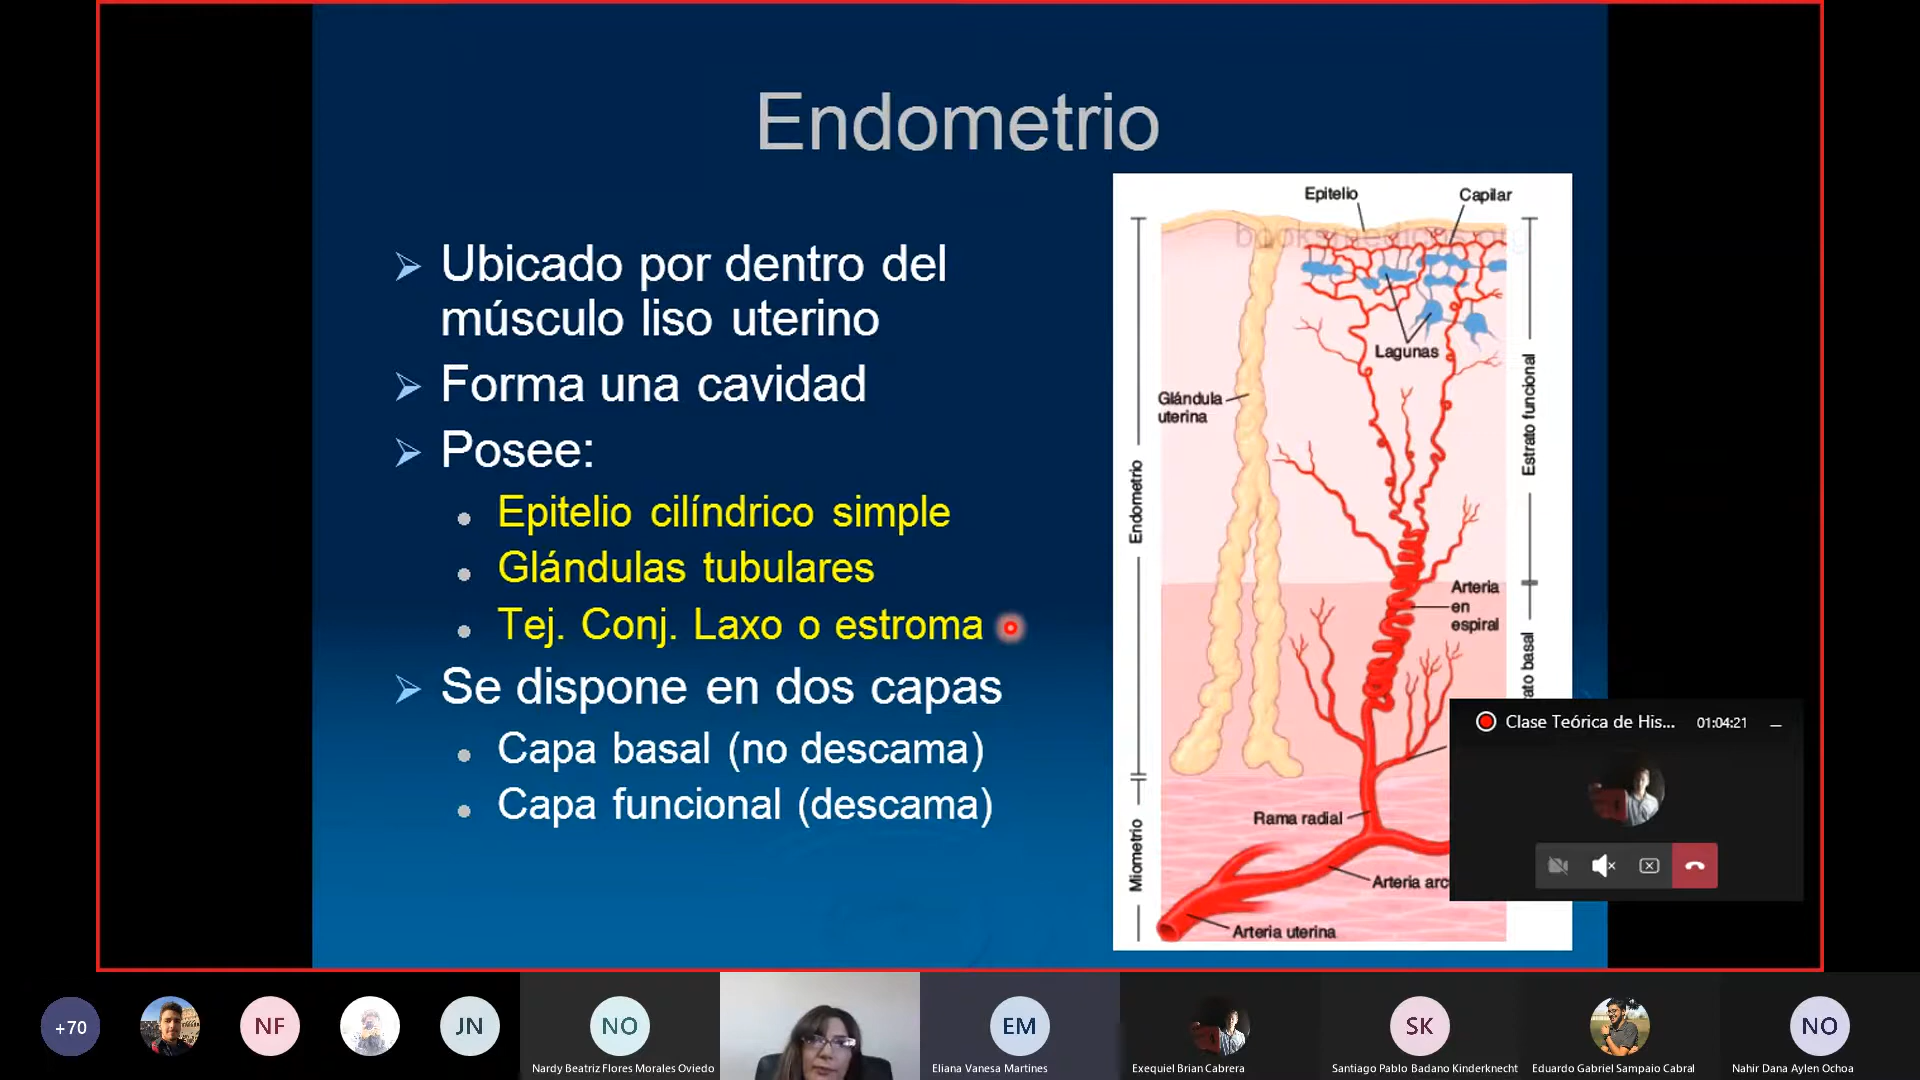 Endometrio
Ubicado por dentro del
músculo liso uterino
Forma una cavidad
Posee:
Epitelio cilíndrico simple
Glándulas tubulares
Tej. Conj. Laxo o estroma
Se dispone en dos capas
Capa basal (no descama)
Capa funcional (descama)
Epitelio
Capilar
Lagunas
Glándula
uterina
Endometrio
Estrato funcional
Arteria
en
espiral
ato basal
Rama radial
Miometrio
Arteria arc
Arteria uterina
Clase Teórica de His...
01:04:21
+70
NF
JN
NO
EM
SK
NO
Nardy Beatriz Flores Morales Oviedo
Eliana Vanesa Martines
Exequiel Brian Cabrera
Santiago Pablo Badano Kinderknecht
Eduardo Gabriel Sampaio Cabral
Nahir Dana Aylen Ochoa